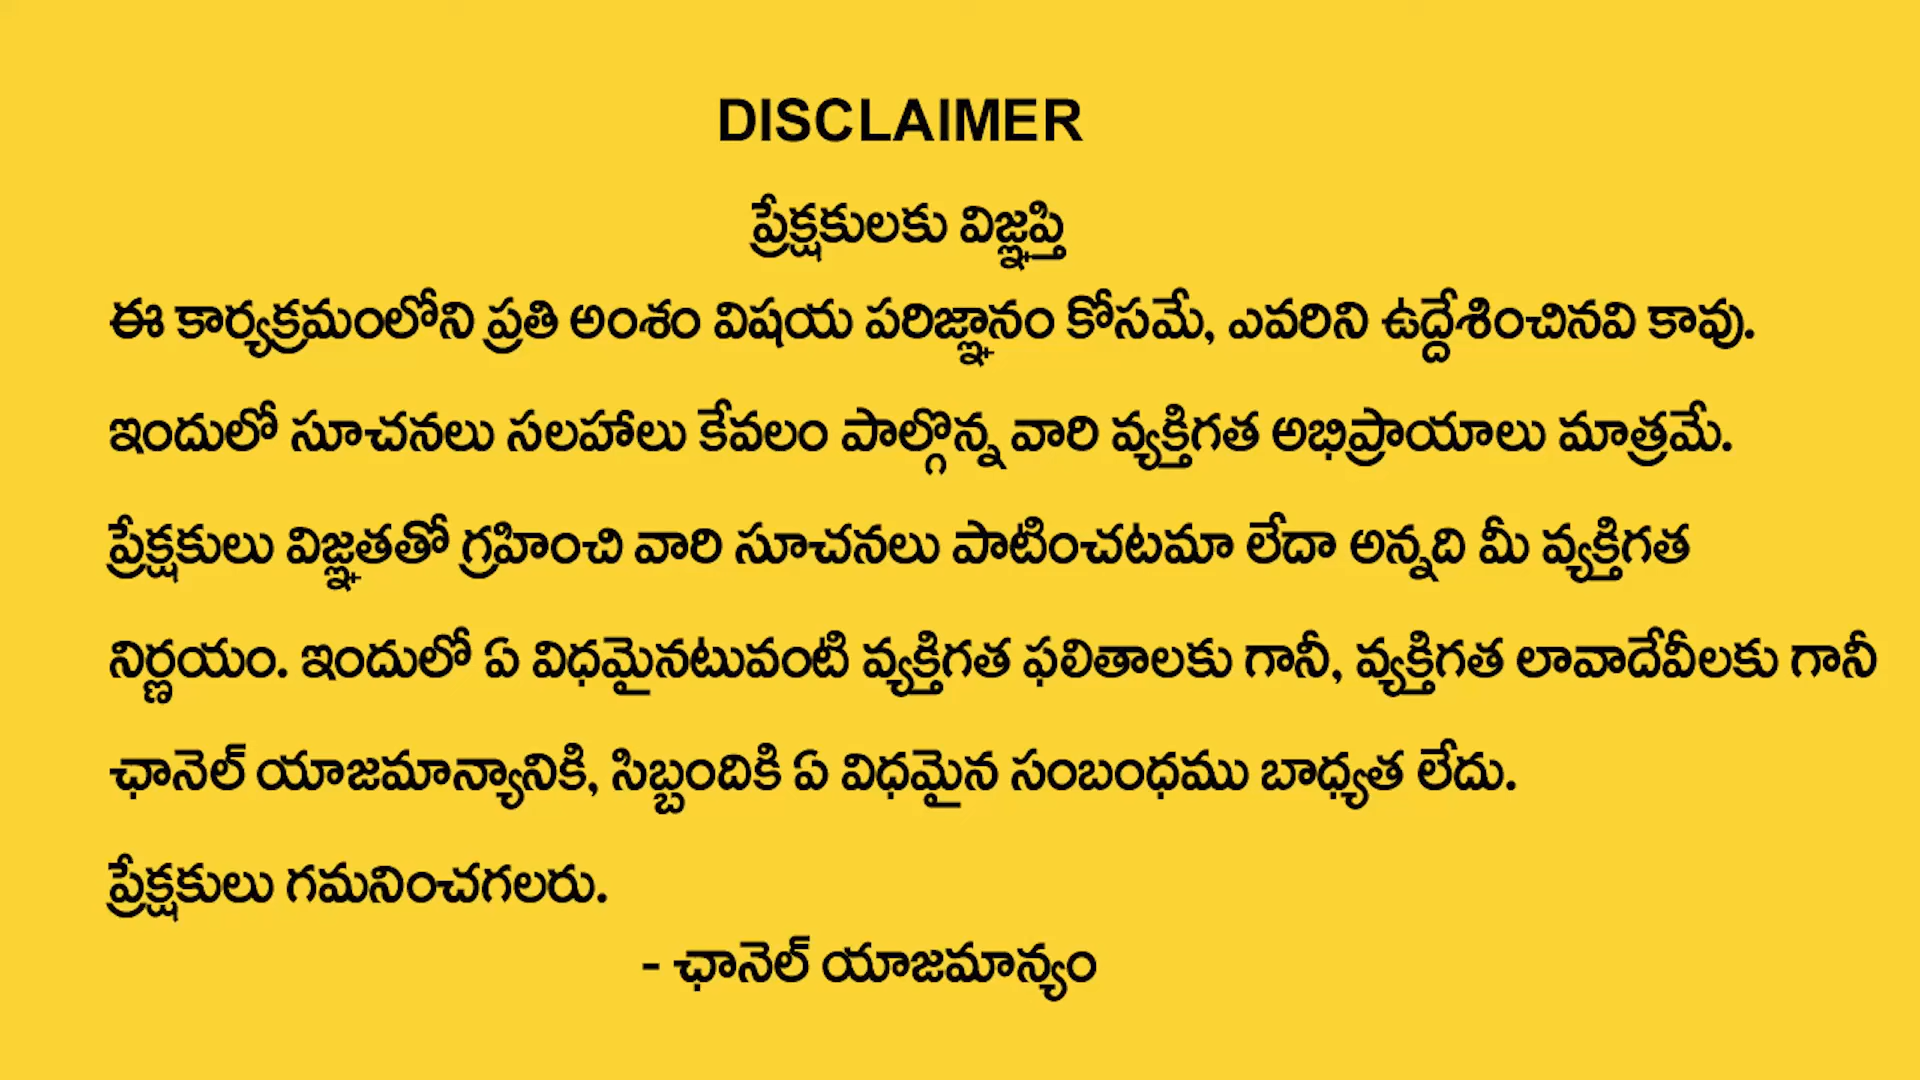 DISCLAIMER
ప్రేక్షకులకు విజ్ఞప్తి
ఈ కార్యక్రమంలోని ప్రతి అంశం విషయ పరిజ్ఞానం కోసమే, ఎవరిని ఉద్దేశించినవి కావు.
ఇందులో సూచనలు సలహాలు కేవలం పాల్గొన్న వారి వ్యక్తిగత అభిప్రాయాలు మాత్రమే.
ప్రేక్షకులు విజ్ఞతతో గ్రహించి వారి సూచనలు పాటించటమా లేదా అన్నది మీ వ్యక్తిగత
నిర్ణయం. ఇందులో ఏ విధమైనటువంటి వ్యక్తిగత ఫలితాలకు గానీ, వ్యక్తిగత లావాదేవీలకు గానీ
ఛానెల్ యాజమాన్యానికి, సిబ్బందికి ఏ విధమైన సంబంధము బాధ్యత లేదు.
ప్రేక్షకులు గమనించగలరు.
- ఛానెల్ యాజమాన్యం